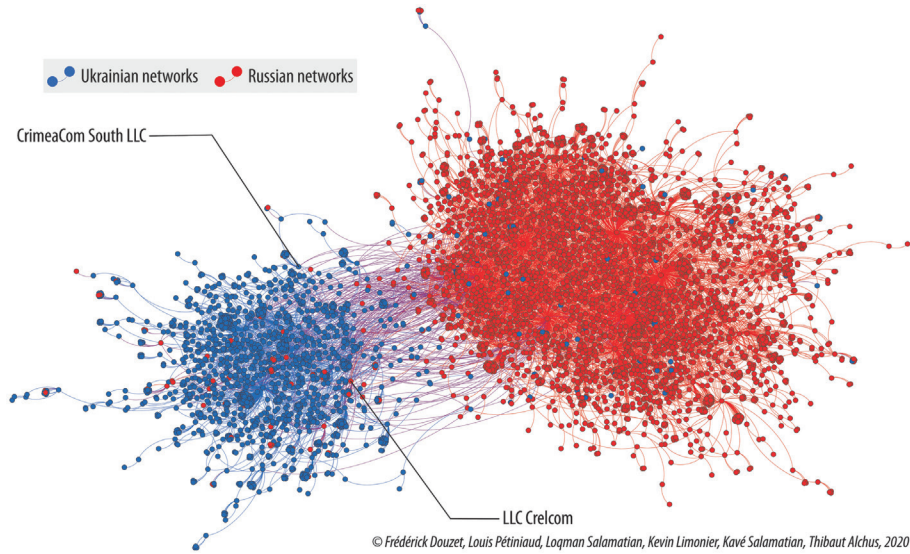 Ukrainian networks Russian networks
CrimeaCom South LLC
LLC Crelcom
© Frédérick Douzet, Louis Pétiniaud, Loqman Salamatian, Kevin Limonier, Kavé Salamatian, Thibaut Alchus, 2020